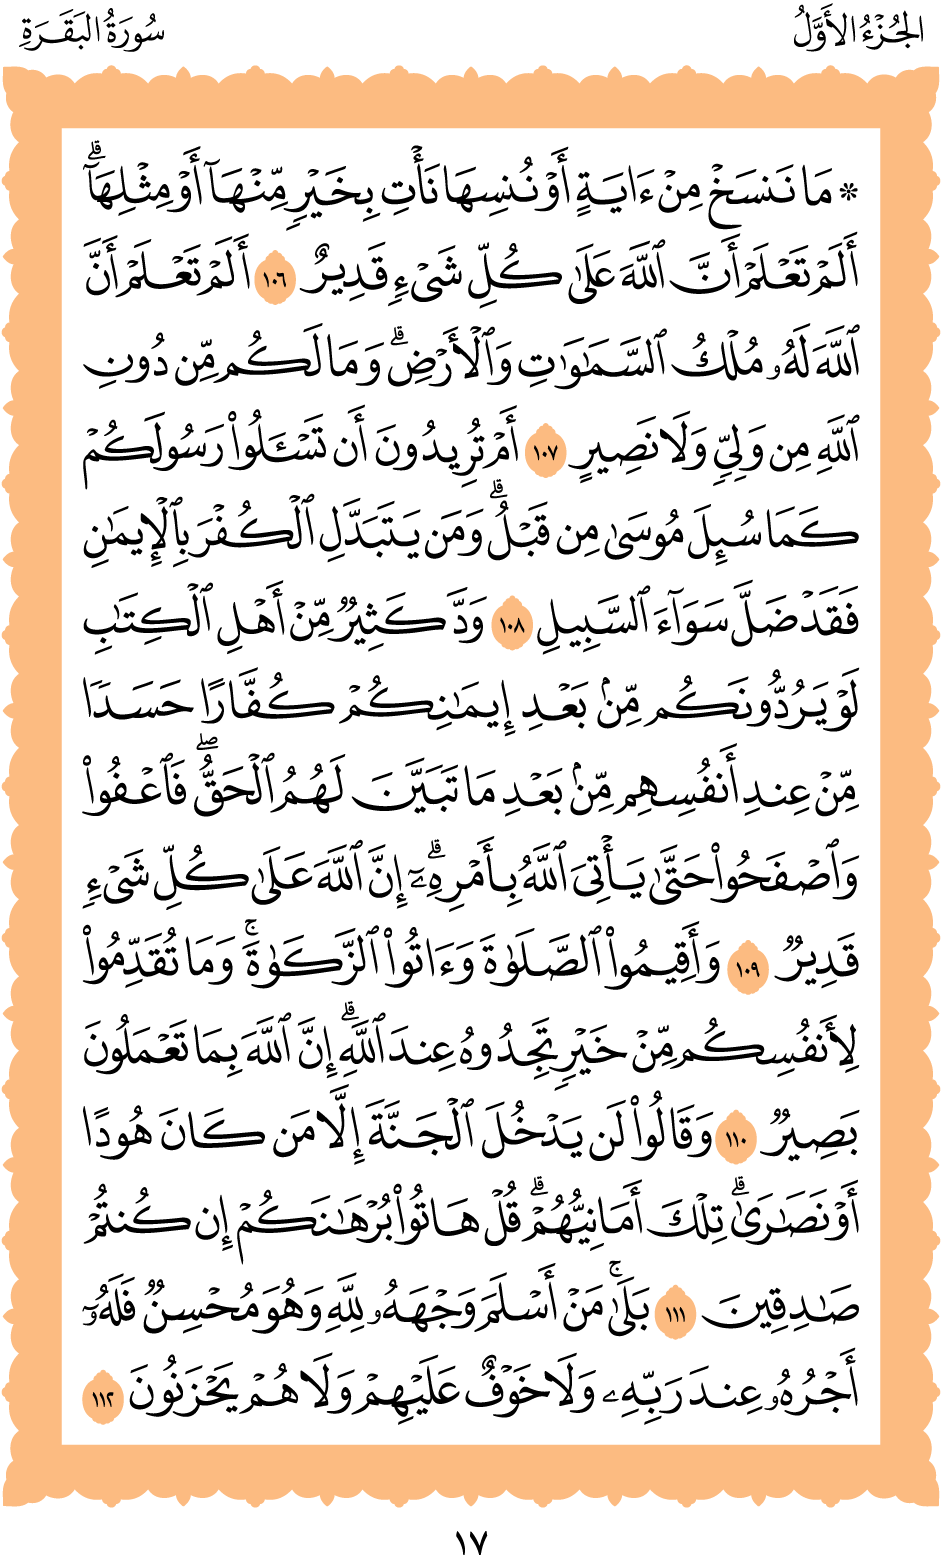 الجُزْءُ الأَوَّلُ
سُورَةُ البَقَرَةِ
* مَا نَنسَخْ مِنْ ءَايَةٍ أَوْ نُنسِهَا نَأْتِ بِخَيْرٍ مِّنْهَآ أَوْ مِثْلِهَآۗ
أَلَمْ تَعْلَمْ أَنَّ ٱللَّهَ عَلَىٰ كُلِّ شَىْءٍ قَدِيرٌ ١٠٦ أَلَمْ تَعْلَمْ أَنَّ
ٱللَّهَ لَهُۥ مُلْكُ ٱلسَّمَٰوَٰتِ وَٱلْأَرْضِۗ وَمَا لَكُم مِّن دُونِ
ٱللَّهِ مِن وَلِىٍّ وَلَا نَصِيرٍ ١٠٧ أَمْ تُرِيدُونَ أَن تَسْـَٔلُوا۟ رَسُولَكُمْ
كَمَا سُئِلَ مُوسَىٰ مِن قَبْلُۗ وَمَن يَتَبَدَّلِ ٱلْكُفْرَ بِٱلْإِيمَٰنِ
فَقَدْ ضَلَّ سَوَآءَ ٱلسَّبِيلِ ١٠٨ وَدَّ كَثِيرٌ مِّنْ أَهْلِ ٱلْكِتَٰبِ
لَوْ يَرُدُّونَكُم مِّنۢ بَعْدِ إِيمَٰنِكُمْ كُفَّارًا حَسَدًا
مِّنْ عِندِ أَنفُسِهِم مِّنۢ بَعْدِ مَا تَبَيَّنَ لَهُمُ ٱلْحَقُّۖ فَٱعْفُوا۟
وَٱصْفَحُوا۟ حَتَّىٰ يَأْتِىَ ٱللَّهُ بِأَمْرِهِۦٓۗ إِنَّ ٱللَّهَ عَلَىٰ كُلِّ شَىْءٍ
قَدِيرٌ ١٠٩ وَأَقِيمُوا۟ ٱلصَّلَوٰةَ وَءَاتُوا۟ ٱلزَّكَوٰةَۚ وَمَا تُقَدِّمُوا۟
لِأَنفُسِكُم مِّنْ خَيْرٍ تَجِدُوهُ عِندَ ٱللَّهِۗ إِنَّ ٱللَّهَ بِمَا تَعْمَلُونَ
بَصِيرٌ ١١٠ وَقَالُوا۟ لَن يَدْخُلَ ٱلْجَنَّةَ إِلَّا مَن كَانَ هُودًا
أَوْ نَصَٰرَىٰۗ تِلْكَ أَمَانِيُّهُمْۗ قُلْ هَاتُوا۟ بُرْهَٰنَكُمْ إِن كُنتُمْ
صَٰدِقِينَ ١١١ بَلَىٰۚ مَنْ أَسْلَمَ وَجْهَهُۥ لِلَّهِ وَهُوَ مُحْسِنٌ فَلَهُۥٓ
أَجْرُهُۥ عِندَ رَبِّهِۦ وَلَا خَوْفٌ عَلَيْهِمْ وَلَا هُمْ يَحْزَنُونَ ١١٢
١٧